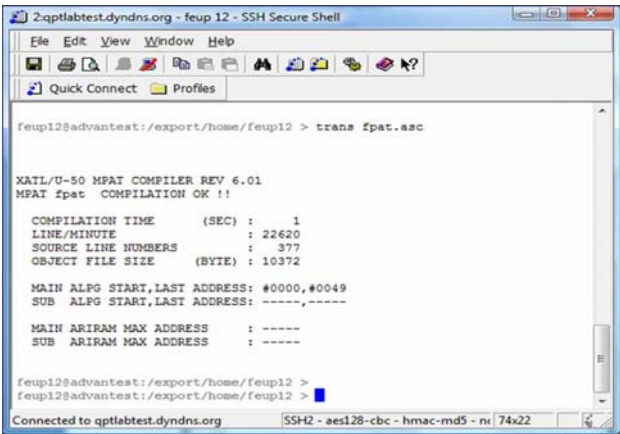 2:qptlabtest.dyndns.org - feup 12 - SSH Secure Shell
File Edit View Window Help
Quick Connect Profiles
feup12@advantest:/export/home/feup12 > trans fpat.asc
XATL/U-50 MPAT COMPILER REV 6.01
MPAT fpat COMPILATION OK !!
COMPILATION TIME (SEC) : 1
LINE/MINUTE : 22620
SOURCE LINE NUMBERS : 377
OBJECT FILE SIZE (BYTE) : 10372
MAIN ALPG START,LAST ADDRESS: #0000,#0049
SUB ALPG START,LAST ADDRESS: -----,-----
MAIN ARIRAM MAX ADDRESS : -----
SUB ARIRAM MAX ADDRESS : -----
feup12@advantest:/export/home/feup12 >
feup12@advantest:/export/home/feup12 >
Connected to qptlabtest.dyndns.org SSH2 - aes128-cbc - hmac-md5 - nc 74x22